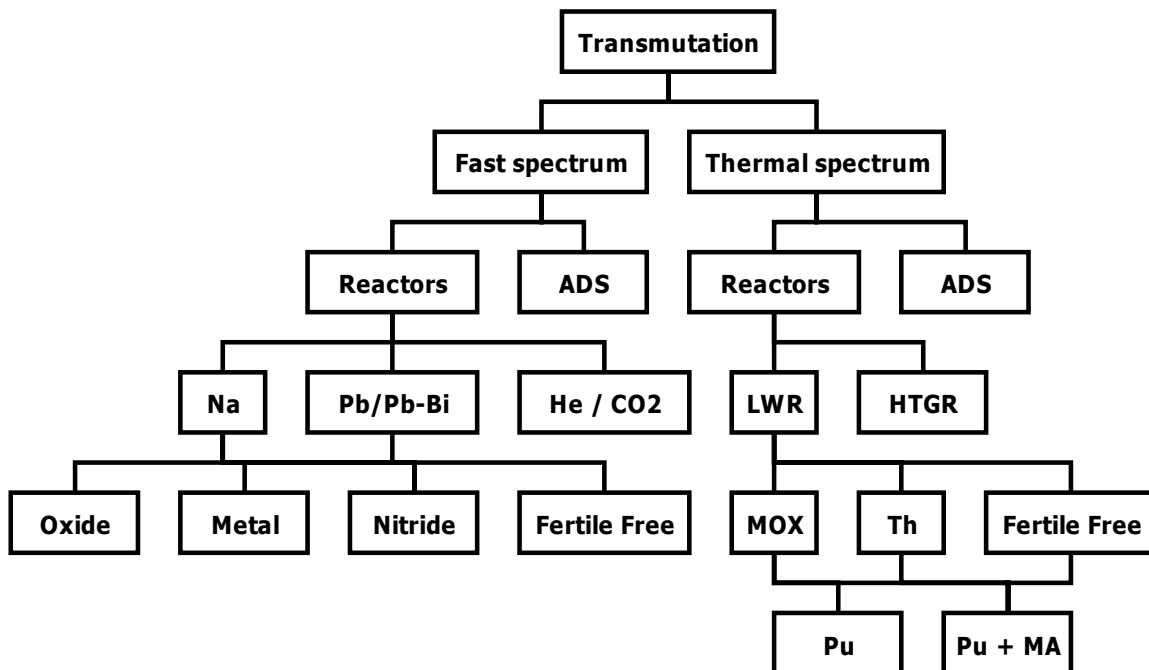 Transmutation
Fast spectrum
Thermal spectrum
Reactors
ADS
Reactors
ADS
Na
Pb/Pb-Bi
He / CO2
LWR
HTGR
Oxide
Metal
Nitride
Fertile Free
MOX
Th
Fertile Free
Pu
Pu + MA